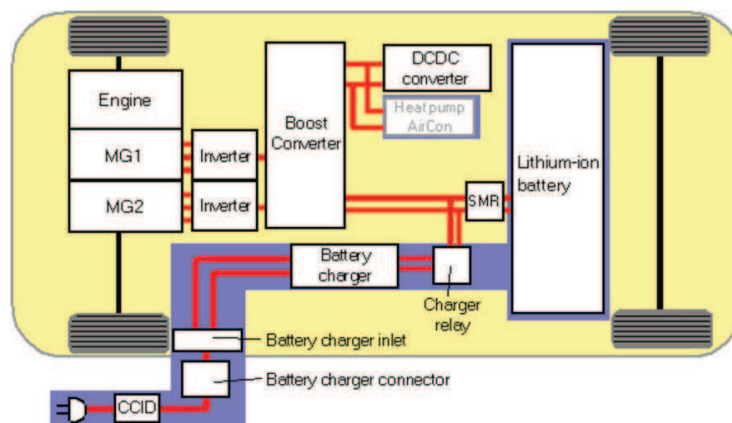 Engine
MG1
MG2
Inverter
Inverter
Boost
Converter
DCDC
converter
Heatpump
AirCon
SMR
Lithium-ion
battery
Battery
charger
Charger
relay
Battery charger inlet
Battery charger connector
CCID